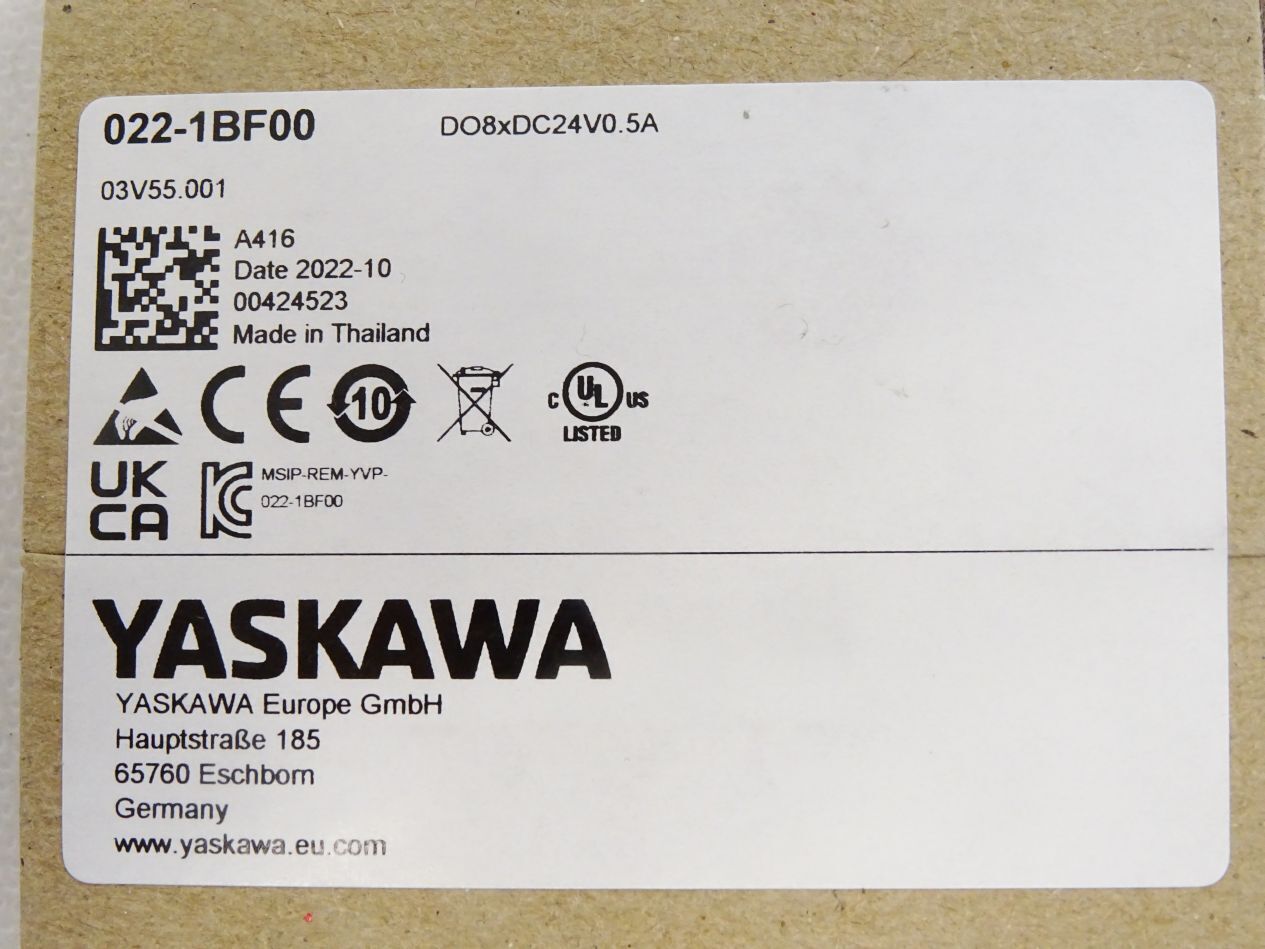 022-1BF00 DO8xDC24V0.5A
03V55.001
A416
Date 2022-10
00424523
Made in Thailand
CE 10 C UL US
LISTED
UK
CA
MSIP-REM-YVP-
022-1BF00
YASKAWA
YASKAWA Europe GmbH
Hauptstraße 185
65760 Eschborn
Germany
www.yaskawa.eu.com